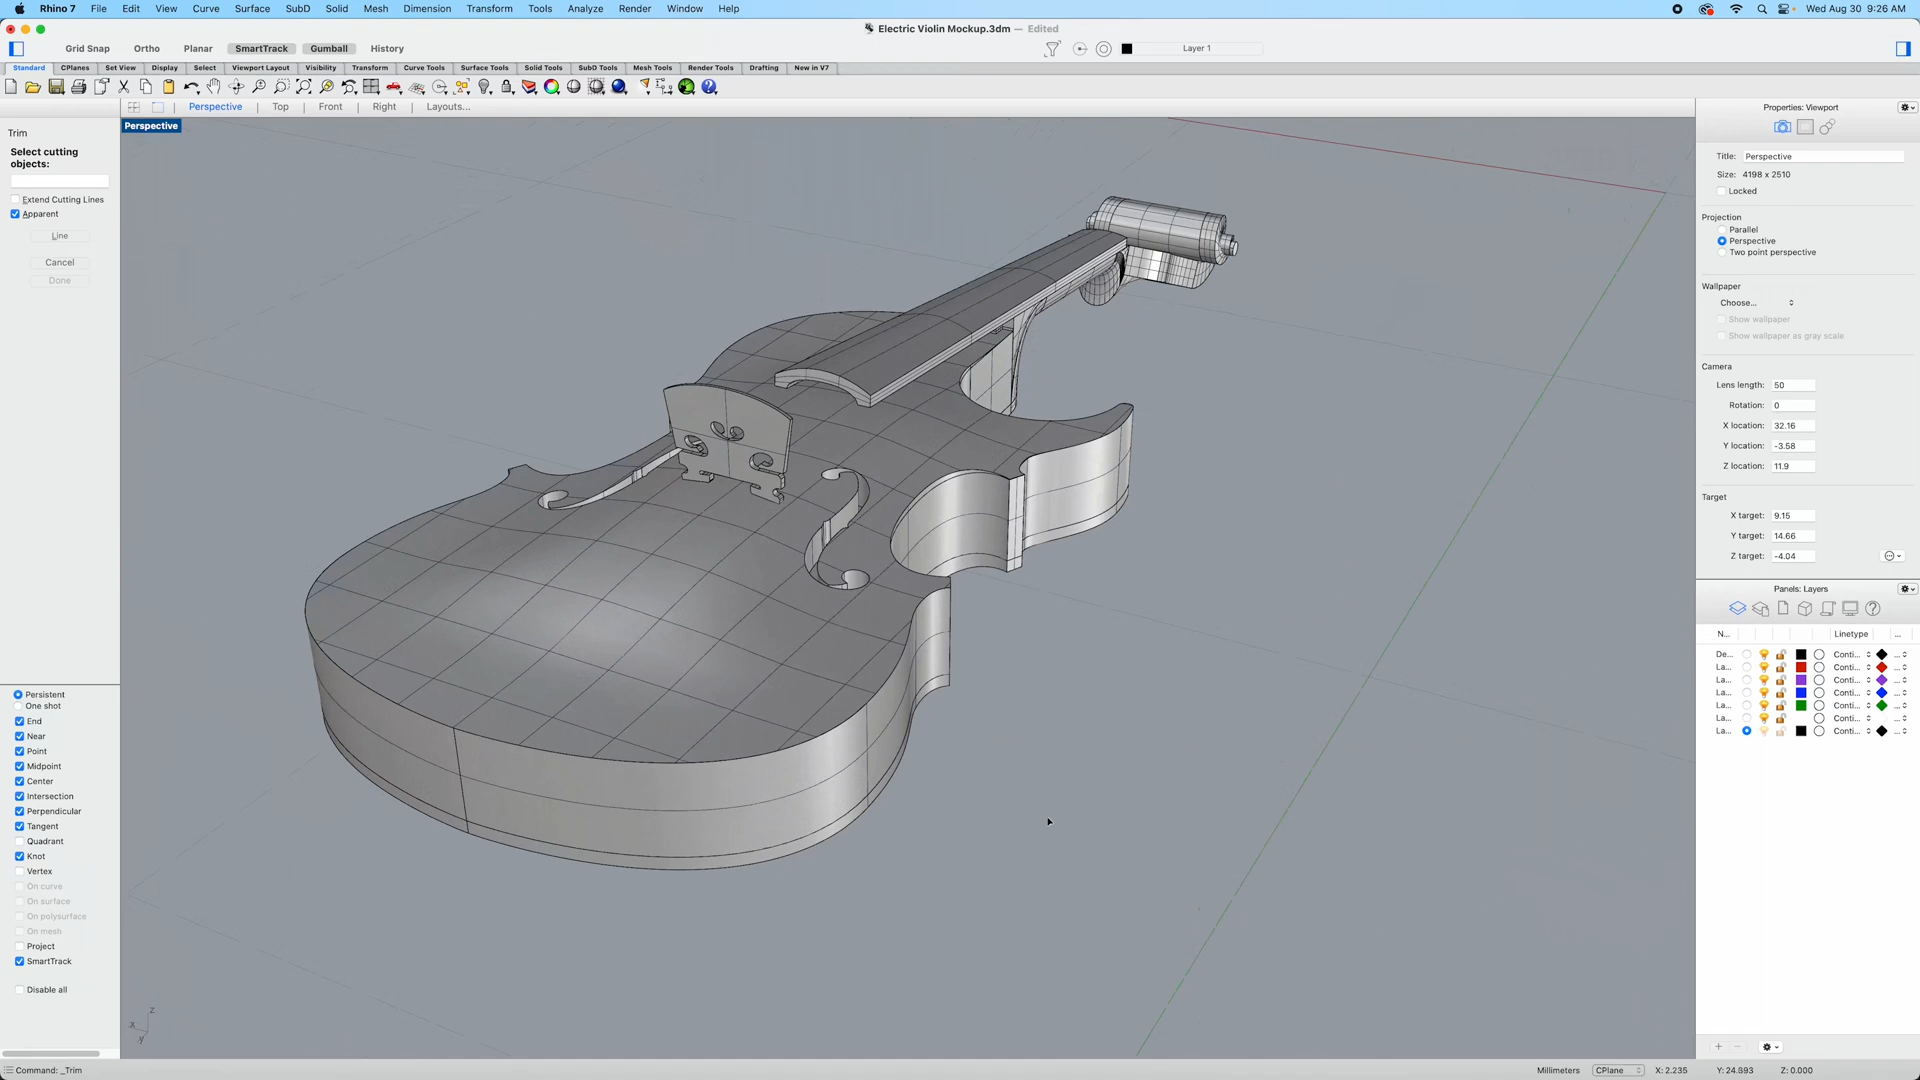 Rhino 7 File Edit View Curve Surface SubD Solid Mesh Dimension Transform Tools Analyze Render Window Help Wed Aug 30 9:26 AM
Electric Violin Mockup.3dm — Edited
Grid Snap Ortho Planar SmartTrack Gumball History Layer 1
Standard CPlanes Set View Display Select Viewport Layout Visibility Transform Curve Tools Surface Tools Solid Tools SubD Tools Mesh Tools Render Tools Drafting New in V7
Perspective Top Front Right Layouts...
Perspective
Trim
Select cutting
objects:
Extend Cutting Lines
Apparent
Line
Cancel
Done
Persistent
One shot
End
Near
Point
Midpoint
Center
Intersection
Perpendicular
Tangent
Quadrant
Knot
Vertex
On curve
On surface
On polysurface
On mesh
Project
SmartTrack
Disable all
z
x
y
Properties: Viewport
Title: Perspective
Size: 4198 x 2510
Locked
Projection
Parallel
Perspective
Two point perspective
Wallpaper
Choose...
Show wallpaper
Show wallpaper as gray scale
Camera
Lens length: 50
Rotation: 0
X location: 32.16
Y location: -3.58
Z location: 11.9
Target
X target: 9.15
Y target: 14.66
Z target: -4.04
Panels: Layers
N... Linetype ...
De... Conti... ...
La... Conti... ...
La... Conti... ...
La... Conti... ...
La... Conti... ...
La... Conti... ...
La... Conti... ...
Command: _Trim Millimeters CPlane X: 2.235 Y: 24.893 Z: 0.000